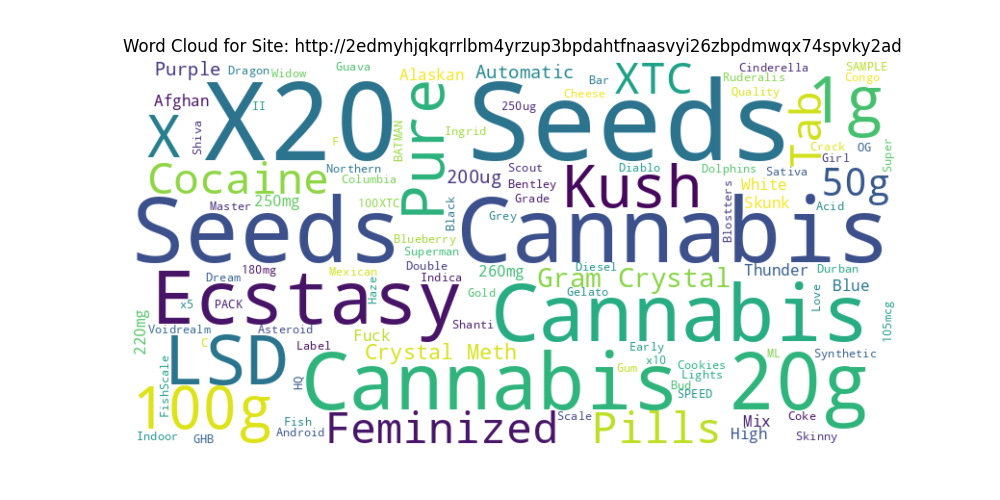 Word Cloud for Site: http://2edmyhjqkqrrlbm4yrzup3bpdahtfnaasvyi26zbpdmwqx74spvky2ad
Purple Dragon Widow Guava Alaskan Automatic Bar XTC Cinderella SAMPLE
Ruderalis Congo
Afghan II X20 Pure 250ug Cheese Seeds Quality Tab 1g
X Shiva F BATMAN Ingrid Crack OG Super
Girl
Northern Scout Diablo Dolphins Sativa
Cocaine Columbia 200ug Bentley Kush White 50g
Master 250mg 100XTC Black Grade Skunk Acid
Seeds Grey Cannabis Blostters
Blueberry
Superman
Dream 180mg Mexican Double Indica 260mg Diesel Thunder Durban
Ecstasy Haze Gold Gram Crystal Gelato Love Blue
x5 PACK Cannabis 105mcg
220mg Voidrealm Asteroid Shanti
C Fuck Early ML Synthetic
LSD Label Crystal Meth x10 Cookies
FishScale HQ Cannabis Gum Lights 20g
Bud SPEED
100g Fish Scale Mix Coke
Indoor GHB Android Feminized Pills High Skinny